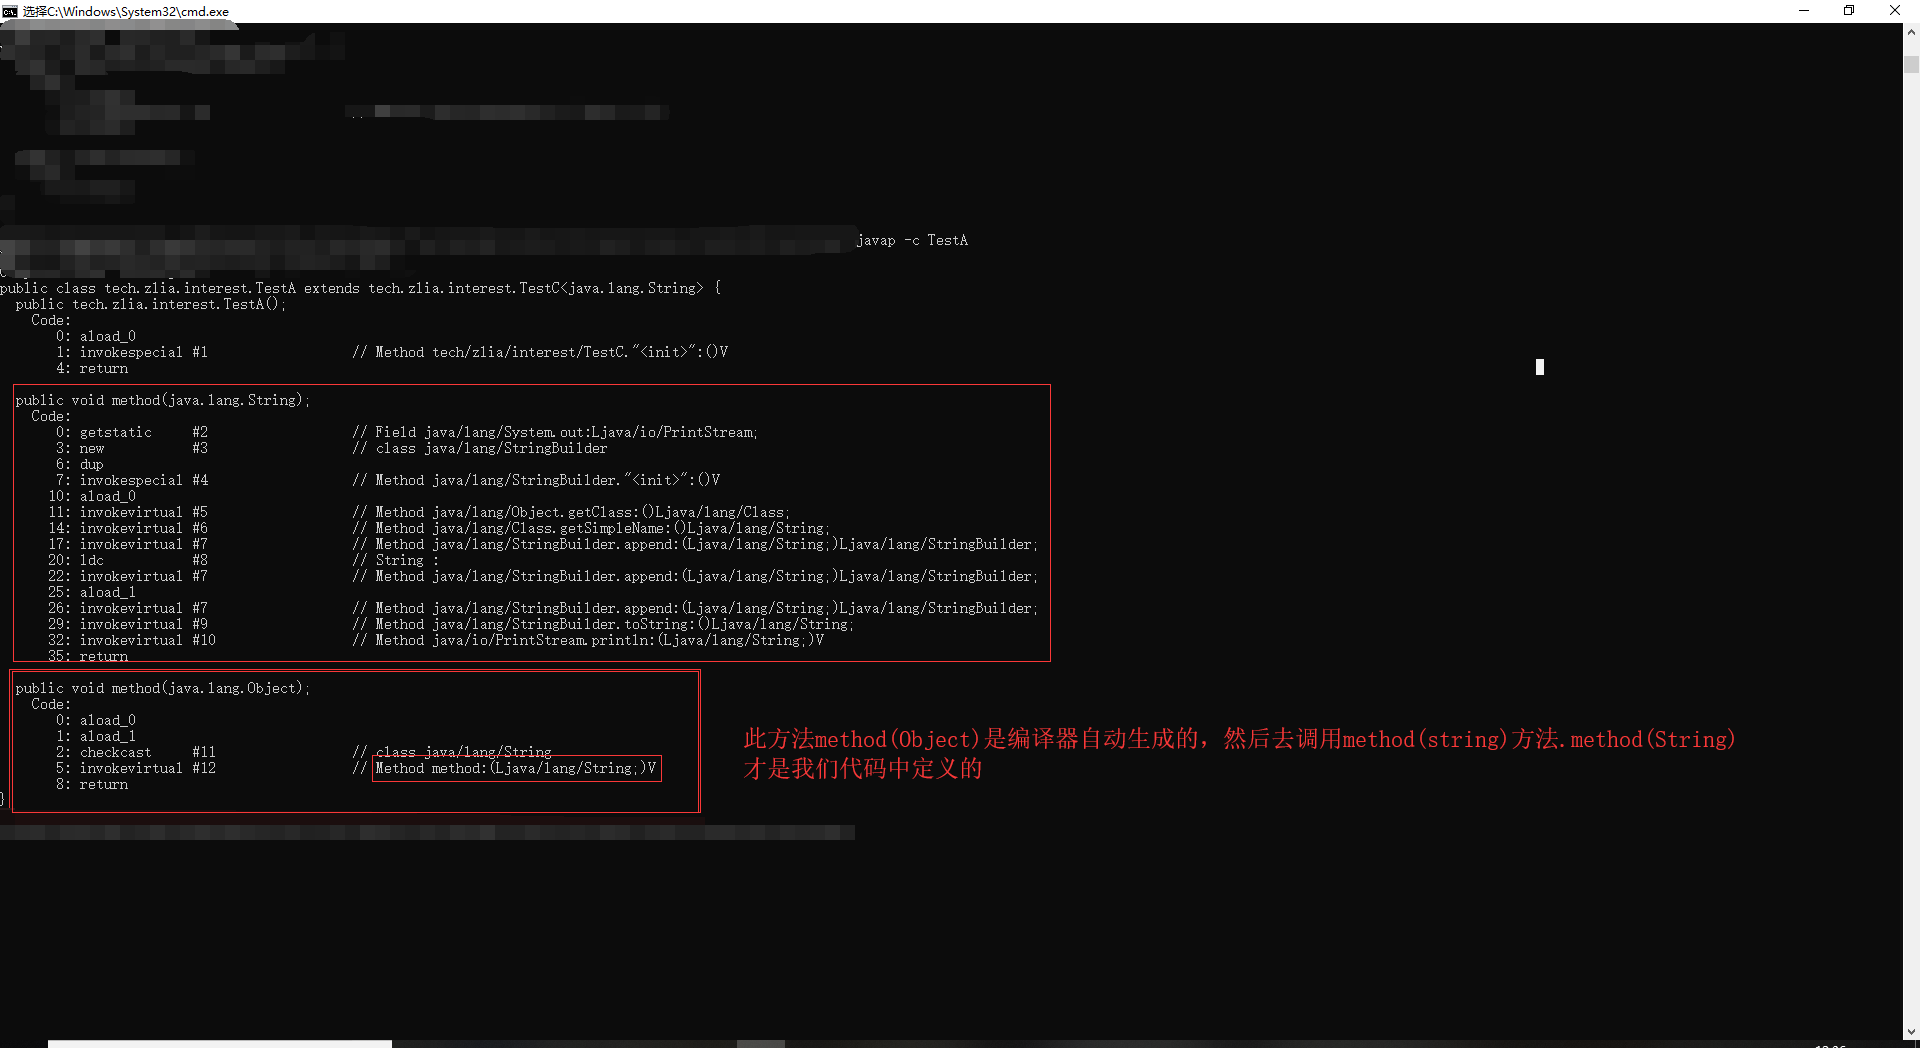 选择C:\Windows\System32\cmd.exe
javap -c TestA
public class tech.zlia.interest.TestA extends tech.zlia.interest.TestC<java.lang.String> {
public tech.zlia.interest.TestA();
Code:
0: aload_0
1: invokespecial #1 // Method tech/zlia/interest/TestC."<init>":()V
4: return
public void method(java.lang.String);
Code:
0: getstatic #2 // Field java/lang/System.out:Ljava/io/PrintStream;
3: new #3 // class java/lang/StringBuilder
6: dup
7: invokespecial #4 // Method java/lang/StringBuilder."<init>":()V
10: aload_0
11: invokevirtual #5 // Method java/lang/Object.getClass:()Ljava/lang/Class;
14: invokevirtual #6 // Method java/lang/Class.getSimpleName:()Ljava/lang/String;
17: invokevirtual #7 // Method java/lang/StringBuilder.append:(Ljava/lang/String;)Ljava/lang/StringBuilder;
20: ldc #8 // String :
22: invokevirtual #7 // Method java/lang/StringBuilder.append:(Ljava/lang/String;)Ljava/lang/StringBuilder;
25: aload_1
26: invokevirtual #7 // Method java/lang/StringBuilder.append:(Ljava/lang/String;)Ljava/lang/StringBuilder;
29: invokevirtual #9 // Method java/lang/StringBuilder.toString:()Ljava/lang/String;
32: invokevirtual #10 // Method java/io/PrintStream.println:(Ljava/lang/String;)V
35: return
public void method(java.lang.Object);
Code:
0: aload_0
1: aload_1
2: checkcast #11 // class java/lang/String
5: invokevirtual #12 // Method method:(Ljava/lang/String;)V
8: return
}
此方法method(Object)是编译器自动生成的，然后去调用method(string)方法.method(String)
才是我们代码中定义的